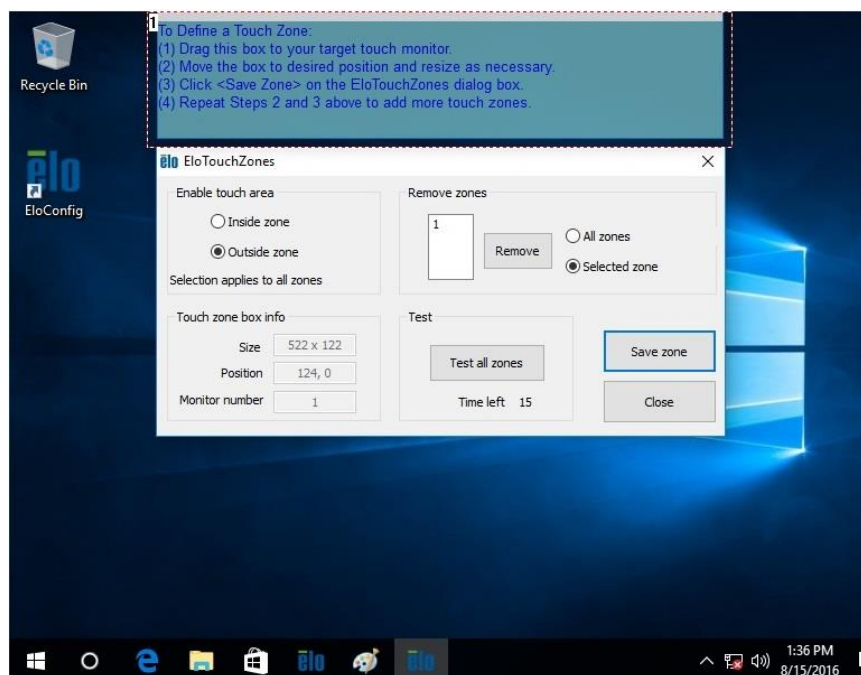 1
To Define a Touch Zone:
(1) Drag this box to your target touch monitor.
(2) Move the box to desired position and resize as necessary.
(3) Click <Save Zone> on the EloTouchZones dialog box.
(4) Repeat Steps 2 and 3 above to add more touch zones.
Recycle Bin
elo
EloConfig
elo EloTouchZones
Enable touch area
Inside zone
Outside zone
Selection applies to all zones
Remove zones
1
Remove
All zones
Selected zone
Touch zone box info
Size 522 x 122
Position 124, 0
Monitor number 1
Test
Test all zones
Time left 15
Save zone
Close
elo
elo
1:36 PM
8/15/2016